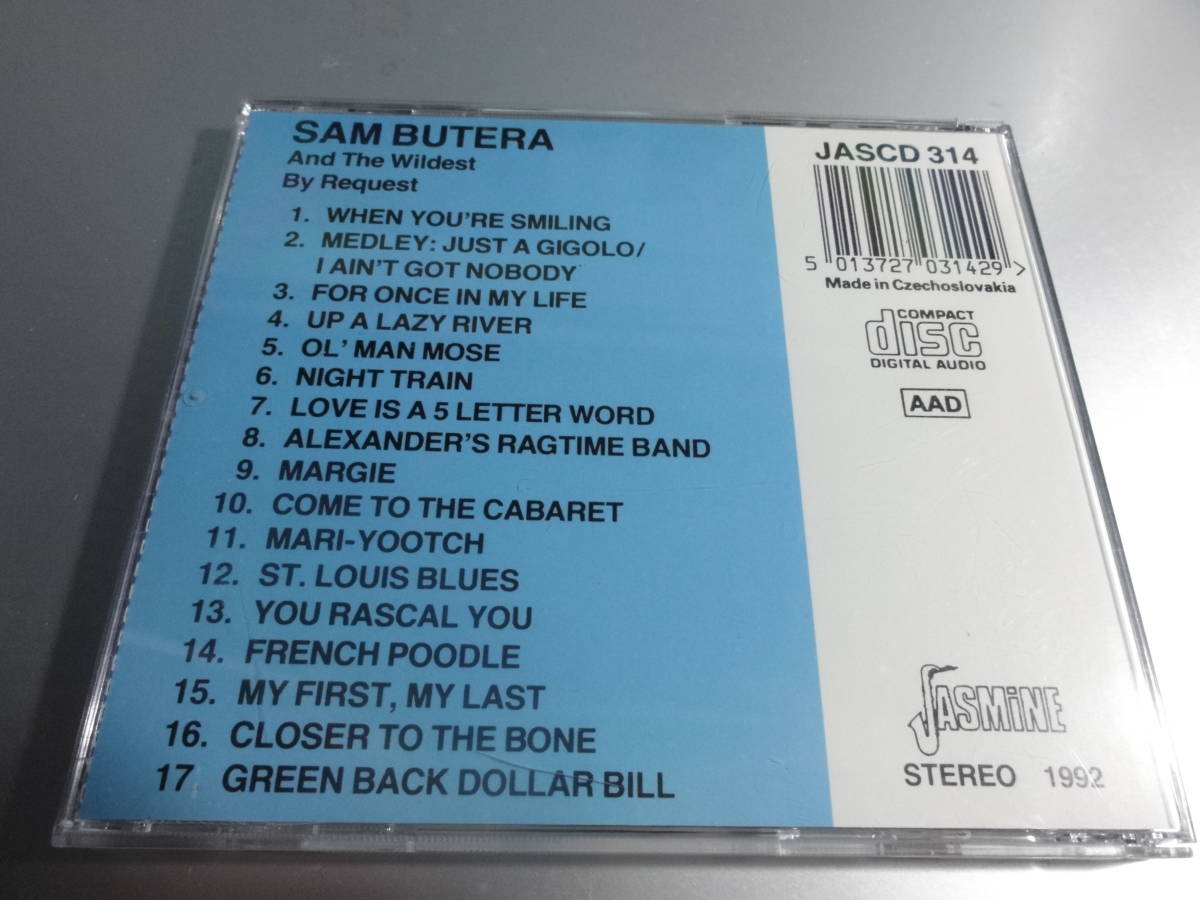 SAM BUTERA
And The Wildest
By Request
1. WHEN YOU'RE SMILING
2. MEDLEY: JUST A GIGOLO/
I AIN'T GOT NOBODY
3. FOR ONCE IN MY LIFE
4. UP A LAZY RIVER
5. OL' MAN MOSE
6. NIGHT TRAIN
7. LOVE IS A 5 LETTER WORD
8. ALEXANDER'S RAGTIME BAND
9. MARGIE
10. COME TO THE CABARET
11. MARI-YOOTCH
12. ST. LOUIS BLUES
13. YOU RASCAL YOU
14. FRENCH POODLE
15. MY FIRST, MY LAST
16. CLOSER TO THE BONE
17 GREEN BACK DOLLAR BILL
JASCD 314
5 013727 031429 >
Made in Czechoslovakia
COMPACT
disc
DIGITAL AUDIO
AAD
JASMiNE
STEREO 1992